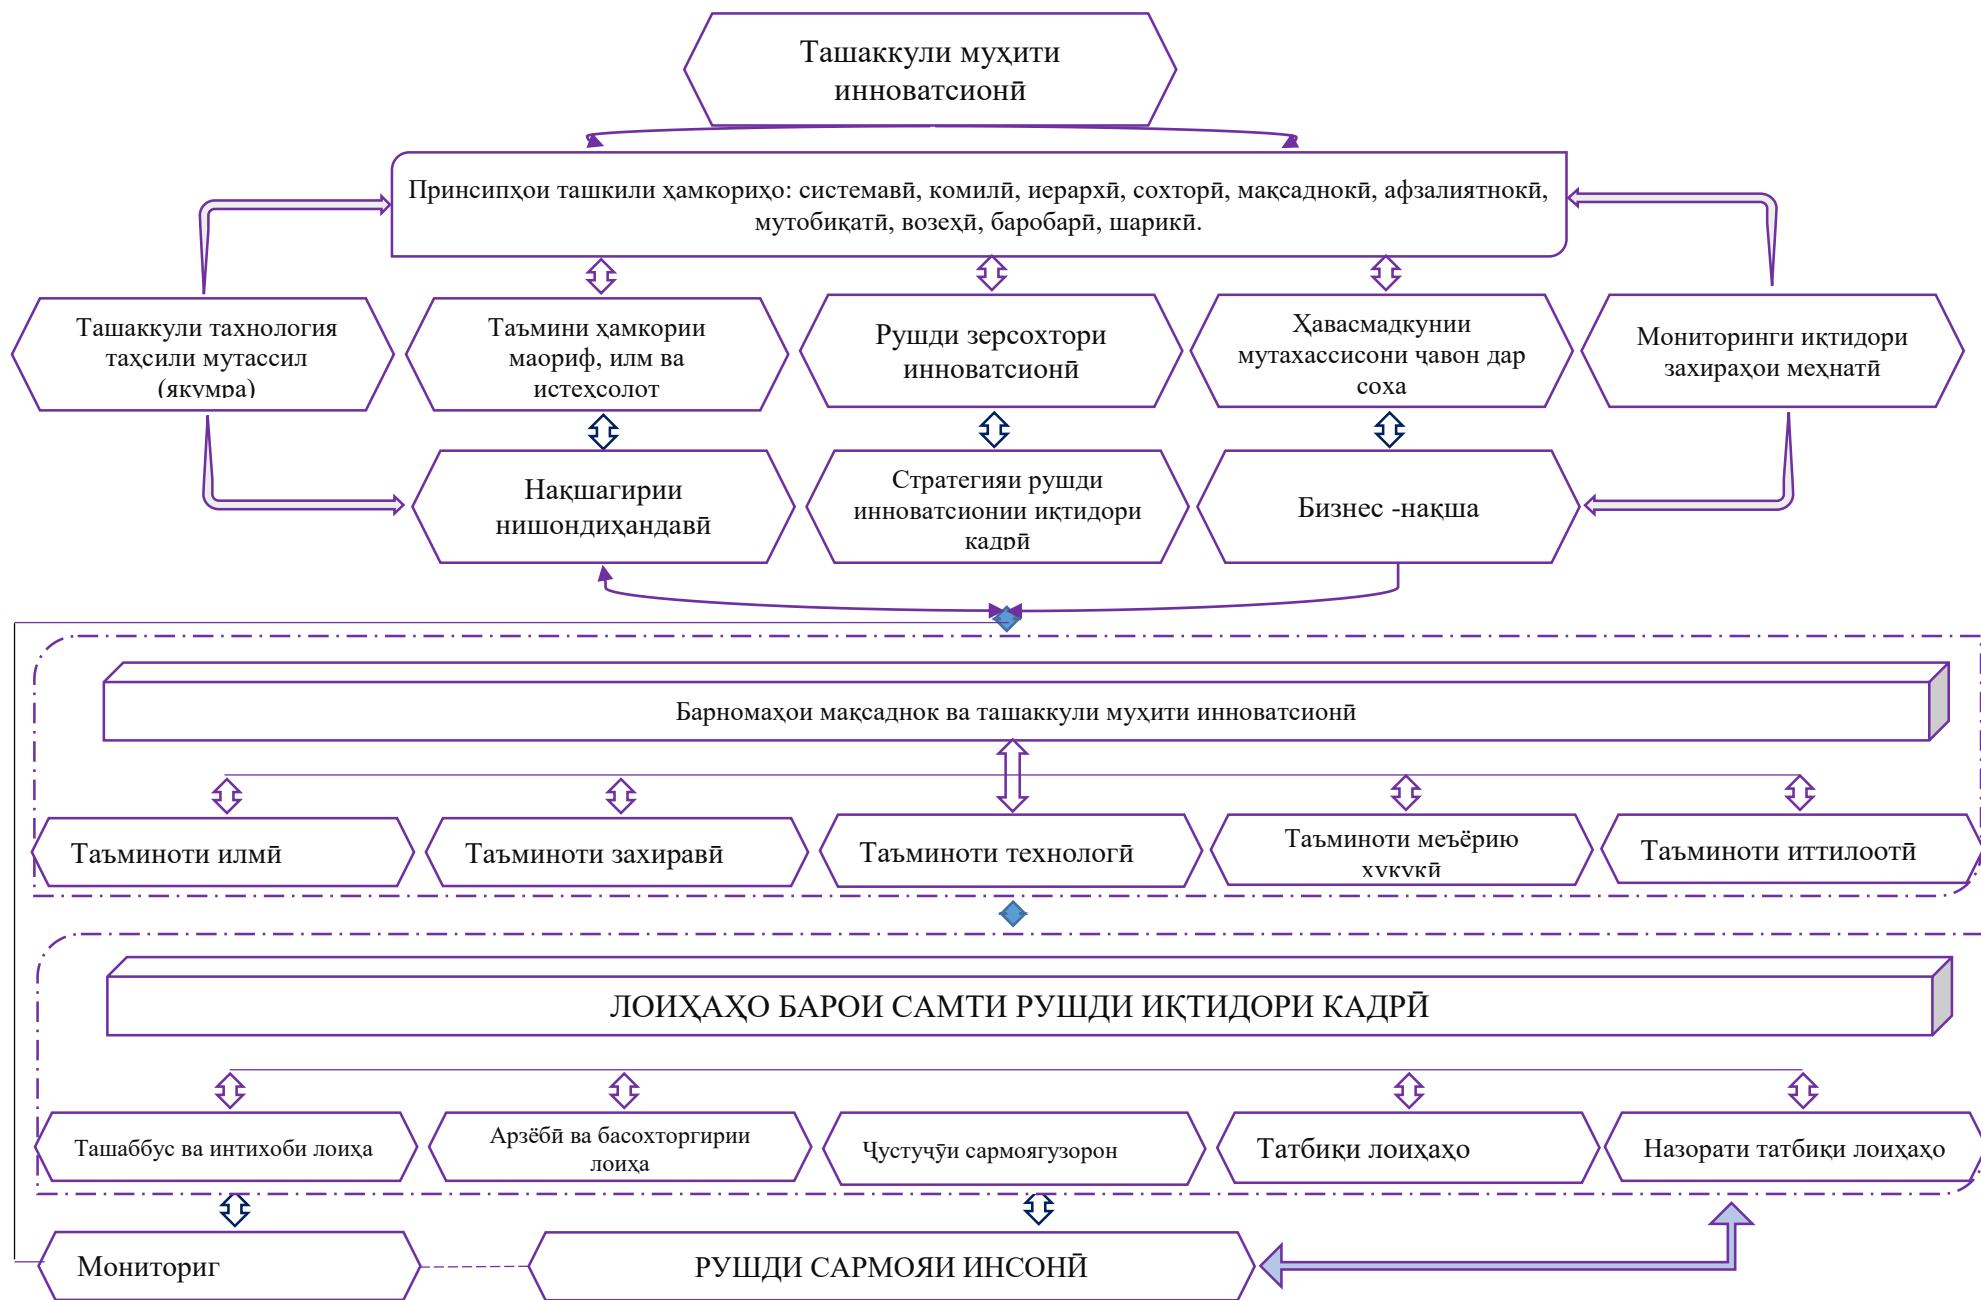 Ташаккули муҳити
инноватсионӣ
Принсипҳои ташкили ҳамкориҳо: системавӣ, комилӣ, иерархӣ, сохторӣ, мақсаднокӣ, афзалиятнокӣ,
мутобиқатӣ, возеҳӣ, баробарӣ, шарикӣ.
Ташаккули тахнология
таҳсили мутассил
(якумра)
Таъмини ҳамкории
маориф, илм ва
истеҳсолот
Рушди зерсохтори
инноватсионӣ
Ҳавасмадкунии
мутахассисони ҷавон дар
соха
Мониторинги иқтидори
захираҳои меҳнатӣ
Нақшагирии
нишондиҳандавӣ
Стратегияи рушди
инноватсионии иқтидори
кадрӣ
Бизнес -нақша
Барномаҳои мақсаднок ва ташаккули муҳити инноватсионӣ
Таъминоти илмӣ
Таъминоти захиравӣ
Таъминоти технологӣ
Таъминоти меъёрию
ҳуқуқӣ
Таъминоти иттилоотӣ
ЛОИҲАҲО БАРОИ САМТИ РУШДИ ИҚТИДОРИ КАДРӢ
Ташаббус ва интихоби лоиҳа
Арзёбӣ ва басохторгирии
лоиҳа
Ҷустуҷӯи сармоягузорон
Татбиқи лоиҳаҳо
Назорати татбиқи лоиҳаҳо
Мониториг
РУШДИ САРМОЯИ ИНСОНӢ